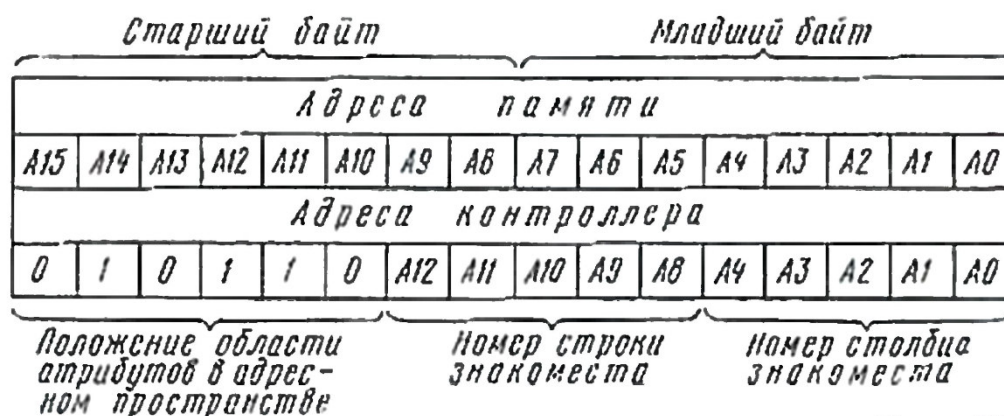 Старший байт Младший байт
Адреса памяти
A15 A14 A13 A12 A11 A10 A9 A8 A7 A6 A5 A4 A3 A2 A1 A0
Адреса контроллера
0 1 0 1 1 0 A12 A11 A10 A9 A8 A4 A3 A2 A1 A0
Положение области Номер строки Номер столбца
атрибутов в адрес- знакоместа знакоместа
ном пространстве